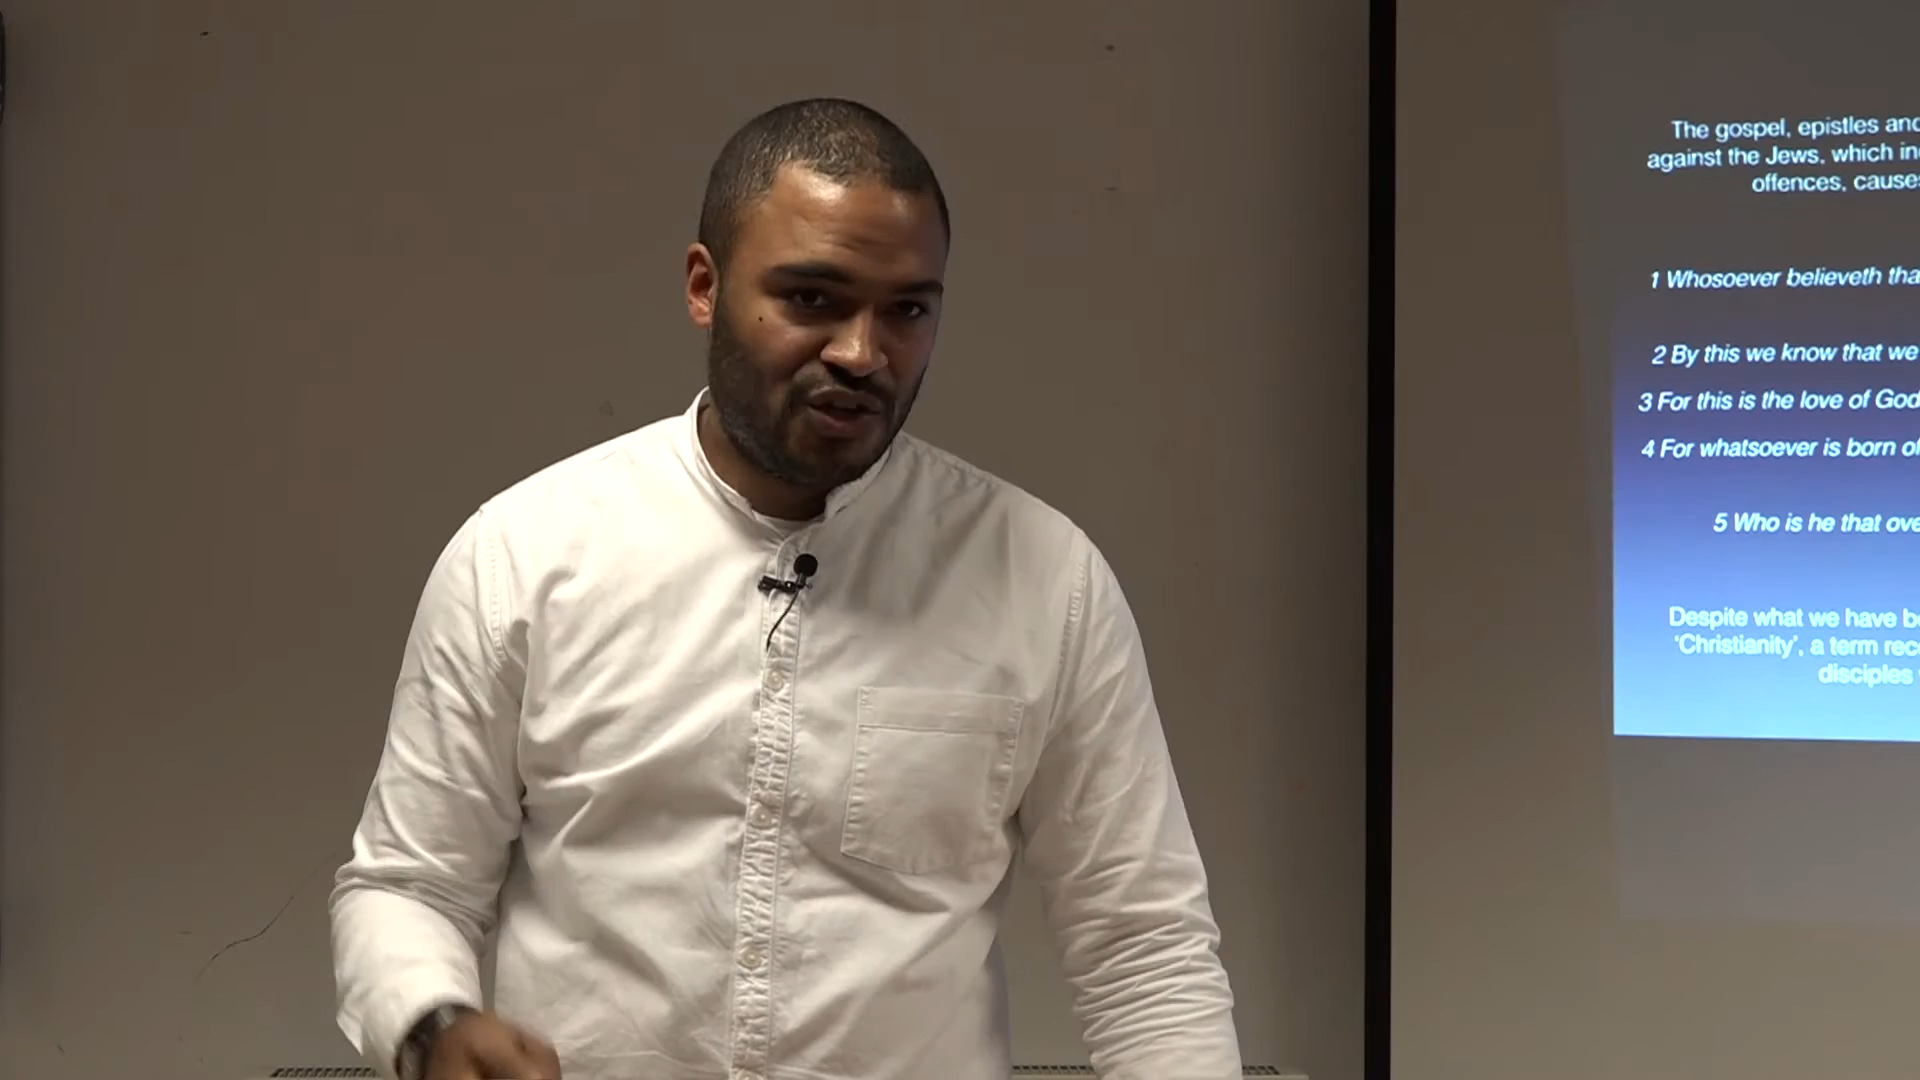 The gospel, epistles and
against the Jews, which in
offences, cause
1 Whosoever believeth tha
2 By this we know that we
3 For this is the love of God
4 For whatsoever is born of
5 Who is he that ove
Despite what we have b
'Christianity', a term rec
disciples